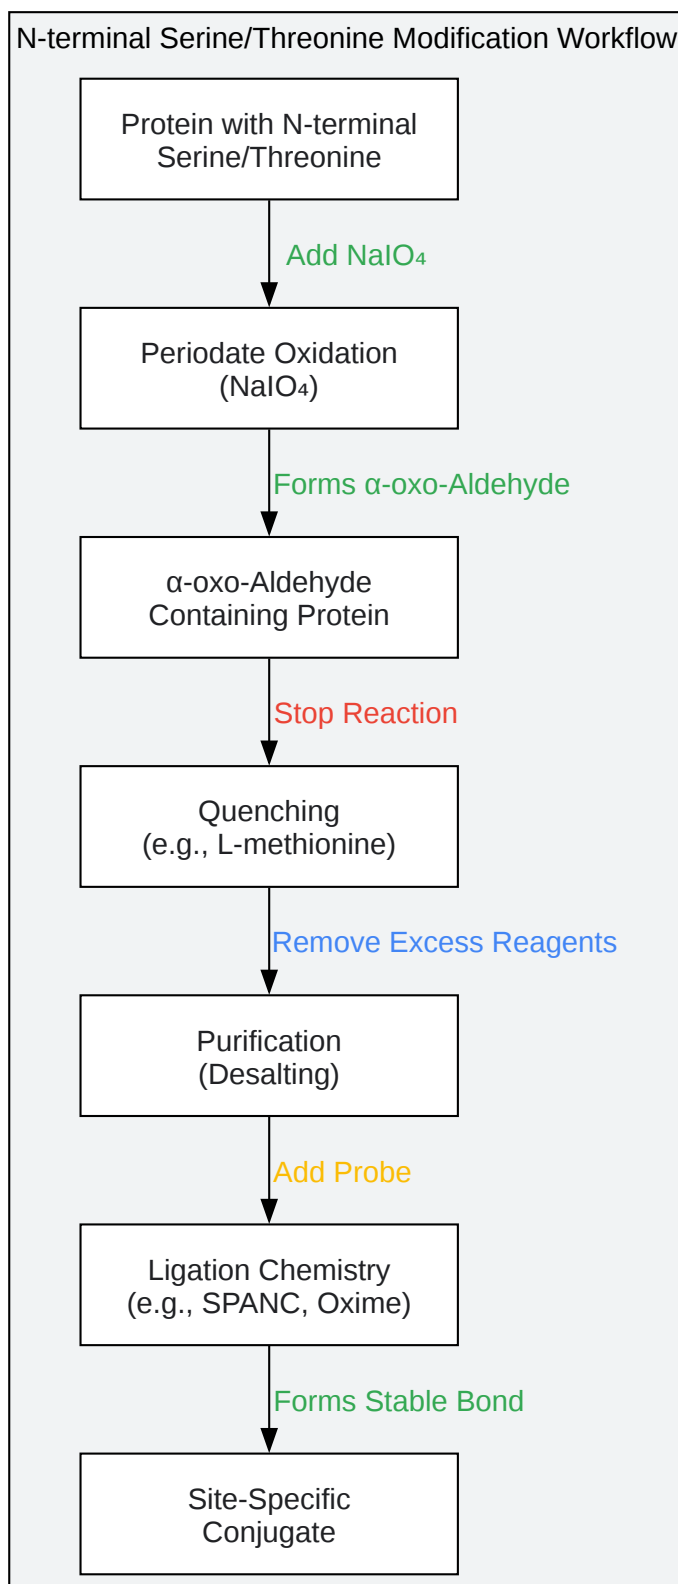 N-terminal Serine/Threonine Modification Workflow
Protein with N-terminal
Serine/Threonine
Add NaIO₄
Periodate Oxidation
(NaIO₄)
Forms α-oxo-Aldehyde
α-oxo-Aldehyde
Containing Protein
Stop Reaction
Quenching
(e.g., L-methionine)
Remove Excess Reagents
Purification
(Desalting)
Add Probe
Ligation Chemistry
(e.g., SPANC, Oxime)
Forms Stable Bond
Site-Specific
Conjugate